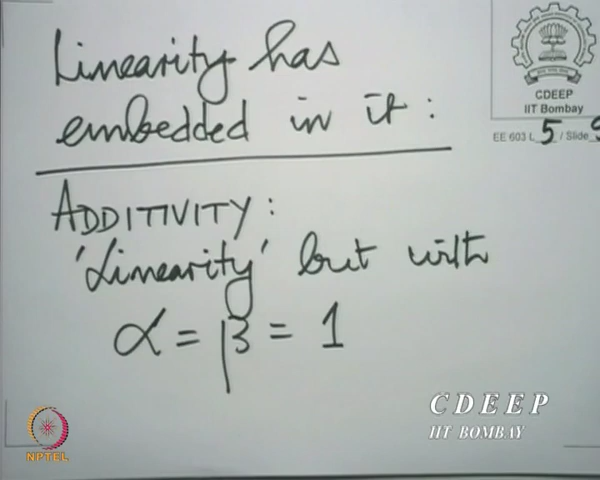 Linearity has
embedded in it :
ADDITIVITY :
'Linearity' but with
α = β = 1
CDEEP
IIT Bombay
EE 603 L 5 / Slide
CDEEP
IIT BOMBAY
NPTEL